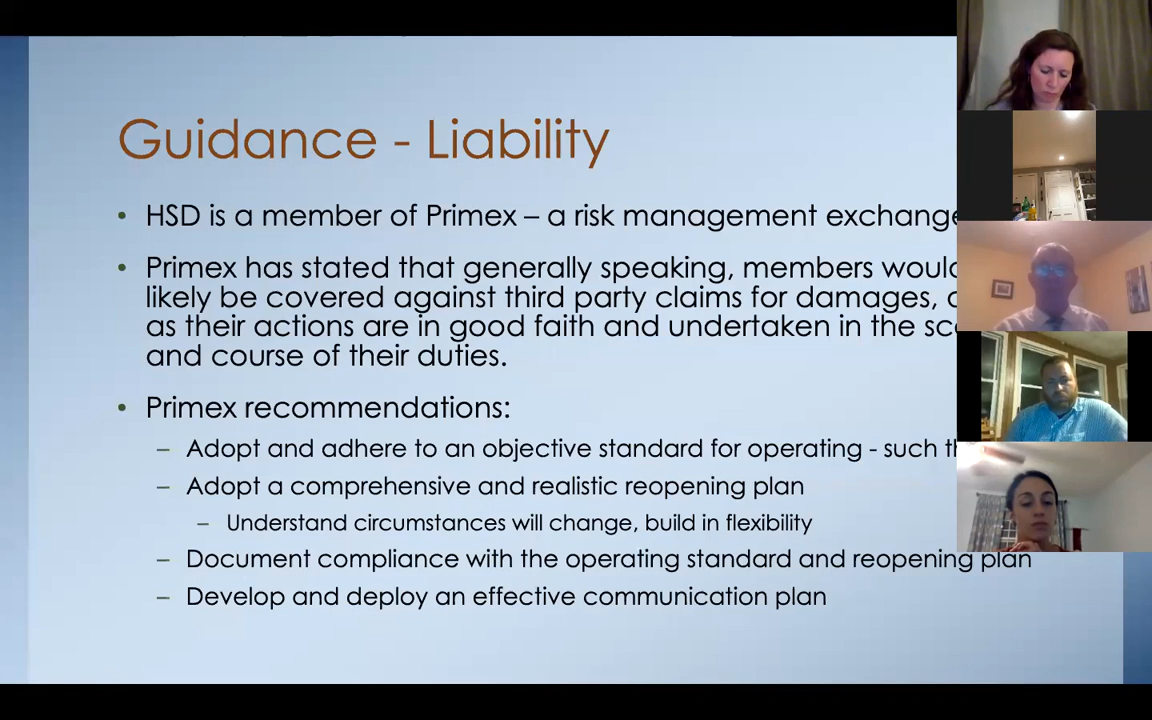 Guidance - Liability
• HSD is a member of Primex – a risk management exchange
• Primex has stated that generally speaking, members would
likely be covered against third party claims for damages,
as their actions are in good faith and undertaken in the
and course of their duties.
• Primex recommendations:
– Adopt and adhere to an objective standard for operating - such
– Adopt a comprehensive and realistic reopening plan
– Understand circumstances will change, build in flexibility
– Document compliance with the operating standard and reopening plan
– Develop and deploy an effective communication plan